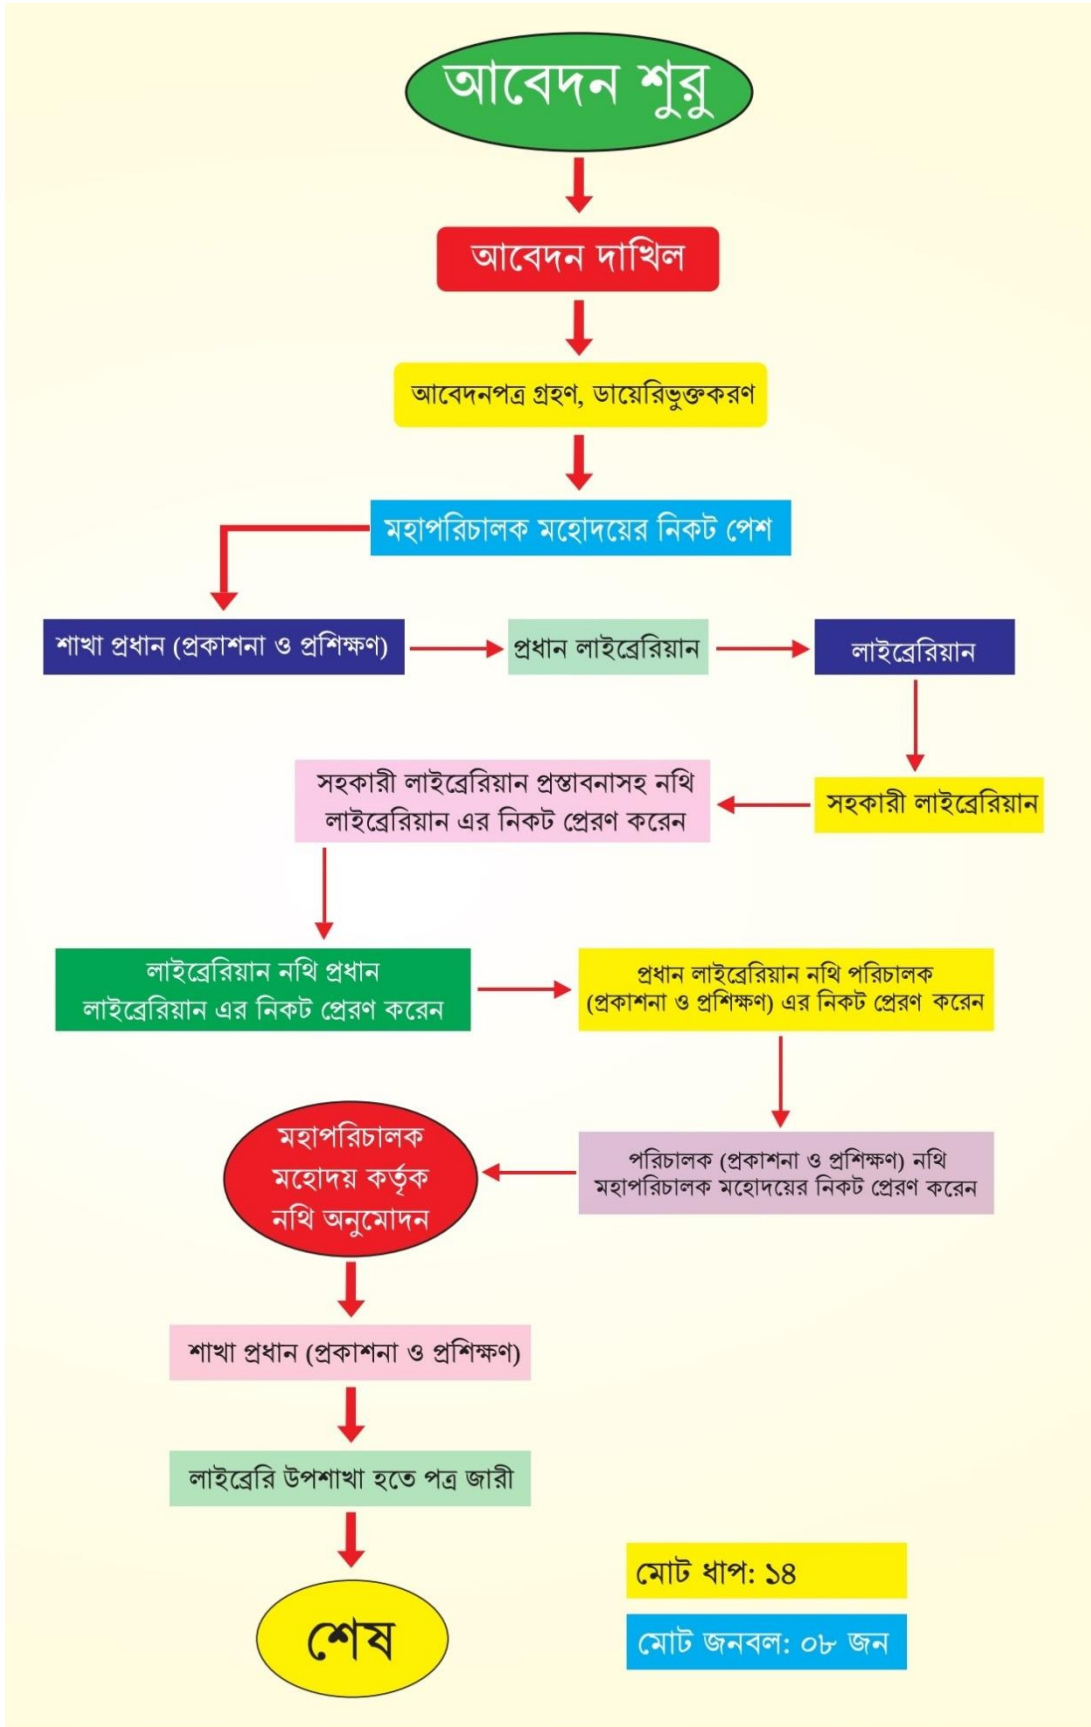 আবেদন শুরু
আবেদন দাখিল
আবেদনপত্র গ্রহণ, ডায়েরিভুক্তকরণ
মহাপরিচালক মহোদয়ের নিকট পেশ
শাখা প্রধান (প্রকাশনা ও প্রশিক্ষণ)
প্রধান লাইব্রেরিয়ান
লাইব্রেরিয়ান
সহকারী লাইব্রেরিয়ান
সহকারী লাইব্রেরিয়ান প্রস্তাবনাসহ নথি
লাইব্রেরিয়ান এর নিকট প্রেরণ করেন
লাইব্রেরিয়ান নথি প্রধান
লাইব্রেরিয়ান এর নিকট প্রেরণ করেন
প্রধান লাইব্রেরিয়ান নথি পরিচালক
(প্রকাশনা ও প্রশিক্ষণ) এর নিকট প্রেরণ করেন
পরিচালক (প্রকাশনা ও প্রশিক্ষণ) নথি
মহাপরিচালক মহোদয়ের নিকট প্রেরণ করেন
মহাপরিচালক
মহোদয় কর্তৃক
নথি অনুমোদন
শাখা প্রধান (প্রকাশনা ও প্রশিক্ষণ)
লাইব্রেরি উপশাখা হতে পত্র জারী
শেষ
মোট ধাপ: ১৪
মোট জনবল: ০৮ জন